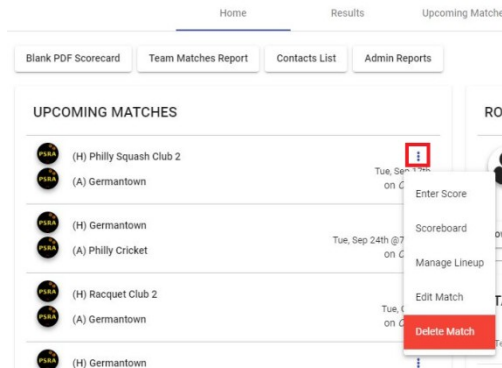 Home Results Upcoming Matche
Blank PDF Scorecard Team Matches Report Contacts List Admin Reports
UPCOMING MATCHES
RO
PSRA (H) Philly Squash Club 2
PSRA (A) Germantown
Tue, Sep 17th
on
Enter Score
Scoreboard
Manage Lineup
Edit Match
Delete Match
PSRA (H) Germantown
PSRA (A) Philly Cricket
Tue, Sep 24th @7
on
PSRA (H) Racquet Club 2
PSRA (A) Germantown
Tue,
on
PSRA (H) Germantown